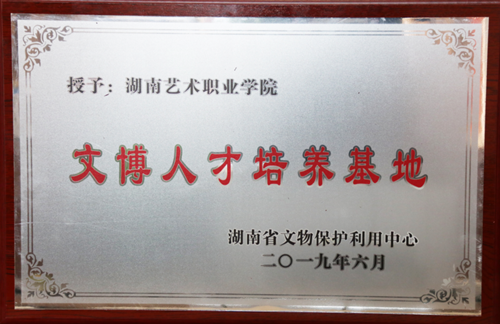 授予：湖南艺术职业学院
文博人才培养基地
湖南省文物保护利用中心
二〇一九年六月